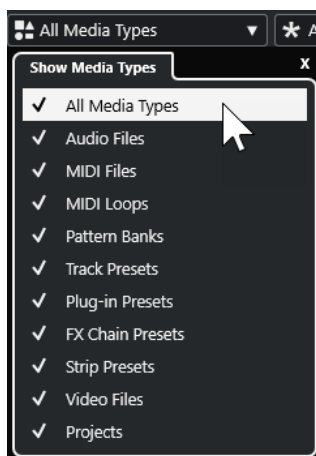 All Media Types
A
Show Media Types
X
All Media Types
Audio Files
MIDI Files
MIDI Loops
Pattern Banks
Track Presets
Plug-in Presets
FX Chain Presets
Strip Presets
Video Files
Projects